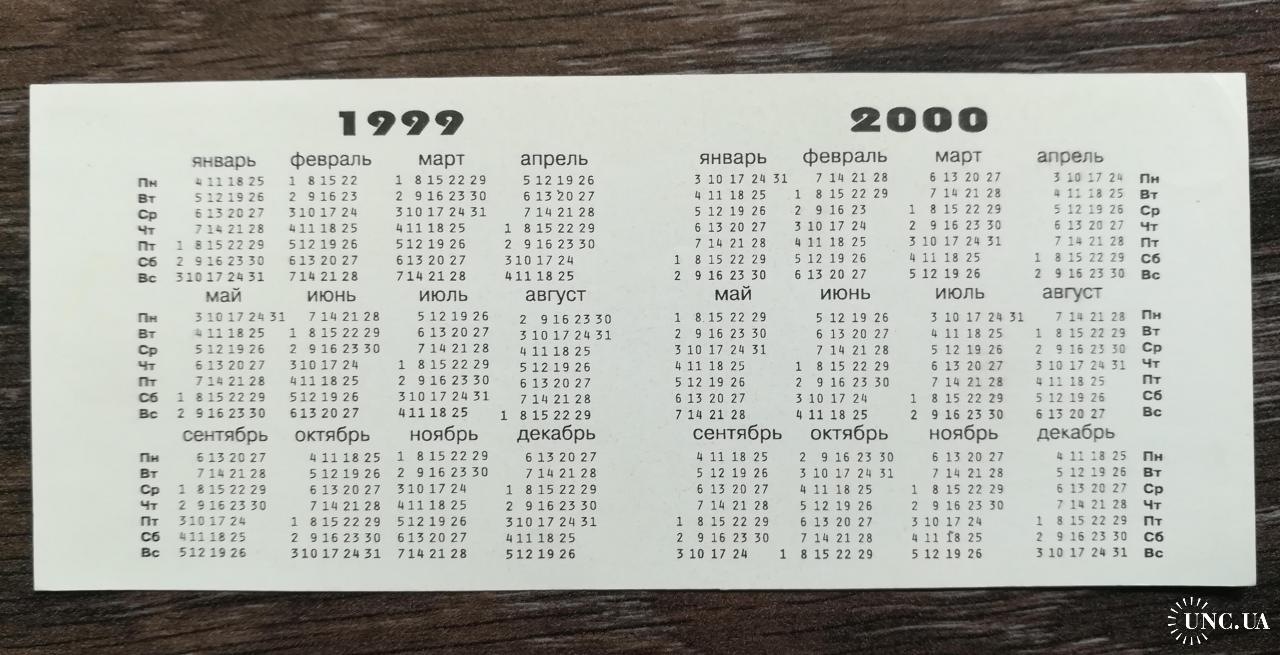 1999 2000
январь февраль март апрель январь февраль март апрель
Пн 4 11 18 25 1 8 15 22 1 8 15 22 29 5 12 19 26 3 10 17 24 31 7 14 21 28 6 13 20 27 3 10 17 24 Пн
Вт 5 12 19 26 2 9 16 23 2 9 16 23 30 6 13 20 27 4 11 18 25 1 8 15 22 29 7 14 21 28 4 11 18 25 Вт
Ср 6 13 20 27 3 10 17 24 3 10 17 24 31 7 14 21 28 5 12 19 26 2 9 16 23 1 8 15 22 29 5 12 19 26 Ср
Чт 7 14 21 28 4 11 18 25 4 11 18 25 1 8 15 22 29 6 13 20 27 3 10 17 24 2 9 16 23 30 6 13 20 27 Чт
Пт 1 8 15 22 29 5 12 19 26 5 12 19 26 2 9 16 23 30 7 14 21 28 4 11 18 25 3 10 17 24 31 7 14 21 28 Пт
Сб 2 9 16 23 30 6 13 20 27 6 13 20 27 3 10 17 24 1 8 15 22 29 5 12 19 26 4 11 18 25 1 8 15 22 29 Сб
Вс 3 10 17 24 31 7 14 21 28 7 14 21 28 4 11 18 25 2 9 16 23 30 6 13 20 27 5 12 19 26 2 9 16 23 30 Вс
май июнь июль август май июнь июль август
Пн 3 10 17 24 31 7 14 21 28 5 12 19 26 2 9 16 23 30 1 8 15 22 29 5 12 19 26 3 10 17 24 31 7 14 21 28 Пн
Вт 4 11 18 25 1 8 15 22 29 6 13 20 27 3 10 17 24 31 2 9 16 23 30 6 13 20 27 4 11 18 25 1 8 15 22 29 Вт
Ср 5 12 19 26 2 9 16 23 30 7 14 21 28 4 11 18 25 3 10 17 24 31 7 14 21 28 5 12 19 26 2 9 16 23 30 Ср
Чт 6 13 20 27 3 10 17 24 1 8 15 22 29 5 12 19 26 4 11 18 25 1 8 15 22 29 6 13 20 27 3 10 17 24 31 Чт
Пт 7 14 21 28 4 11 18 25 2 9 16 23 30 6 13 20 27 5 12 19 26 2 9 16 23 30 7 14 21 28 4 11 18 25 Пт
Сб 1 8 15 22 29 5 12 19 26 3 10 17 24 31 7 14 21 28 6 13 20 27 3 10 17 24 1 8 15 22 29 5 12 19 26 Сб
Вс 2 9 16 23 30 6 13 20 27 4 11 18 25 1 8 15 22 29 7 14 21 28 4 11 18 25 2 9 16 23 30 6 13 20 27 Вс
сентябрь октябрь ноябрь декабрь сентябрь октябрь ноябрь декабрь
Пн 6 13 20 27 4 11 18 25 1 8 15 22 29 6 13 20 27 4 11 18 25 2 9 16 23 30 6 13 20 27 4 11 18 25 Пн
Вт 7 14 21 28 5 12 19 26 2 9 16 23 30 7 14 21 28 5 12 19 26 3 10 17 24 31 7 14 21 28 5 12 19 26 Вт
Ср 1 8 15 22 29 6 13 20 27 3 10 17 24 1 8 15 22 29 6 13 20 27 4 11 18 25 1 8 15 22 29 6 13 20 27 Ср
Чт 2 9 16 23 30 7 14 21 28 4 11 18 25 2 9 16 23 30 7 14 21 28 5 12 19 26 2 9 16 23 30 7 14 21 28 Чт
Пт 3 10 17 24 1 8 15 22 29 5 12 19 26 3 10 17 24 31 1 8 15 22 29 6 13 20 27 3 10 17 24 1 8 15 22 29 Пт
Сб 4 11 18 25 2 9 16 23 30 6 13 20 27 4 11 18 25 2 9 16 23 30 7 14 21 28 4 11 18 25 2 9 16 23 30 Сб
Вс 5 12 19 26 3 10 17 24 31 7 14 21 28 5 12 19 26 3 10 17 24 1 8 15 22 29 5 12 19 26 3 10 17 24 31 Вс
UNC.UA